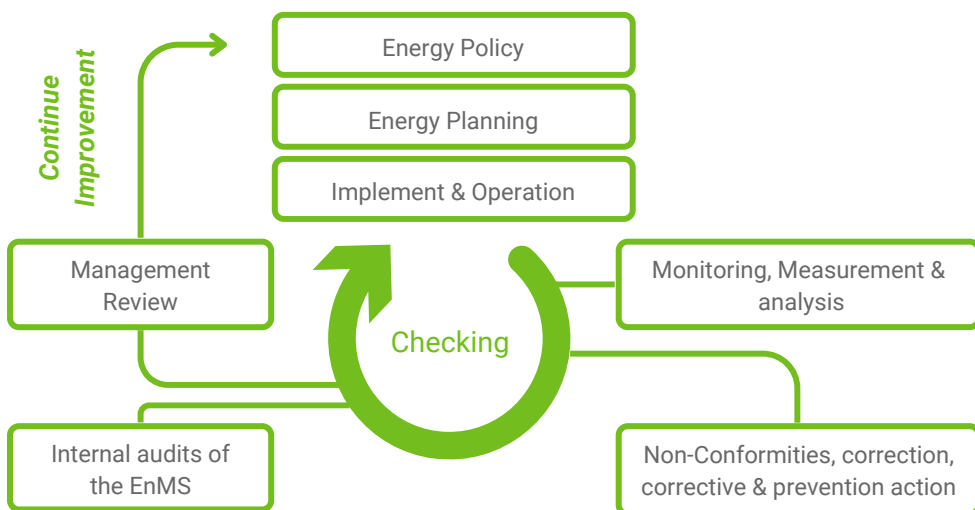 Continue
Improvement
Energy Policy
Energy Planning
Implement & Operation
Management
Review
Monitoring, Measurement &
analysis
Checking
Internal audits of
the EnMS
Non-Conformities, correction,
corrective & prevention action